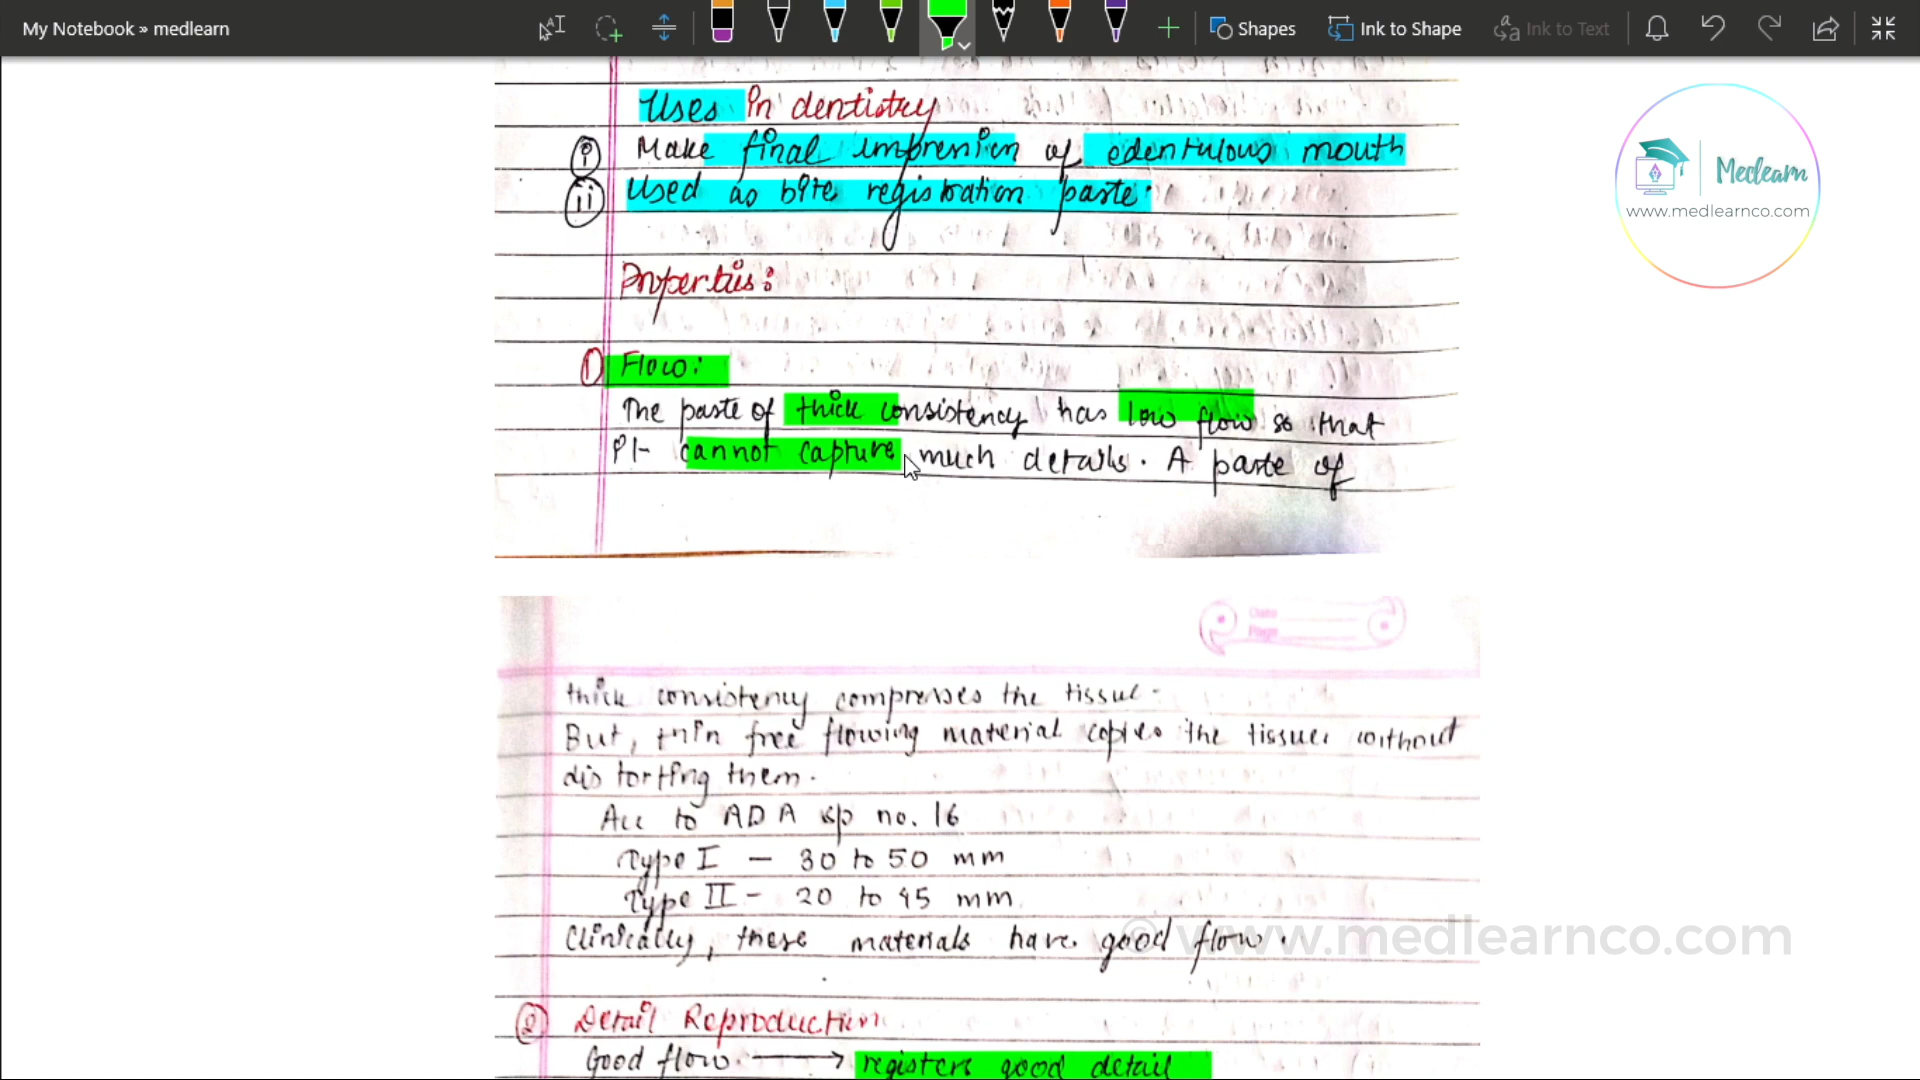 My Notebook » medlearn
Shapes
Ink to Shape
Ink to Text
Medlearn
www.medlearnco.com
Uses in dentistry
i Make final impression of edentulous mouth
ii Used as bite registration paste.
Properties:
1 Flow:
The paste of thick consistency has low flow so that
it cannot capture much details. A paste of
Date
Page
thick consistency compresses the tissue.
But, thin free flowing material copies the tissues without
distorting them.
Acc to ADA sp no. 16
Type I – 30 to 50 mm
Type II – 20 to 45 mm
Clinically, these materials have good flow.
© www.medlearnco.com
2 Detail Reproduction
Good flow. → registers good detail